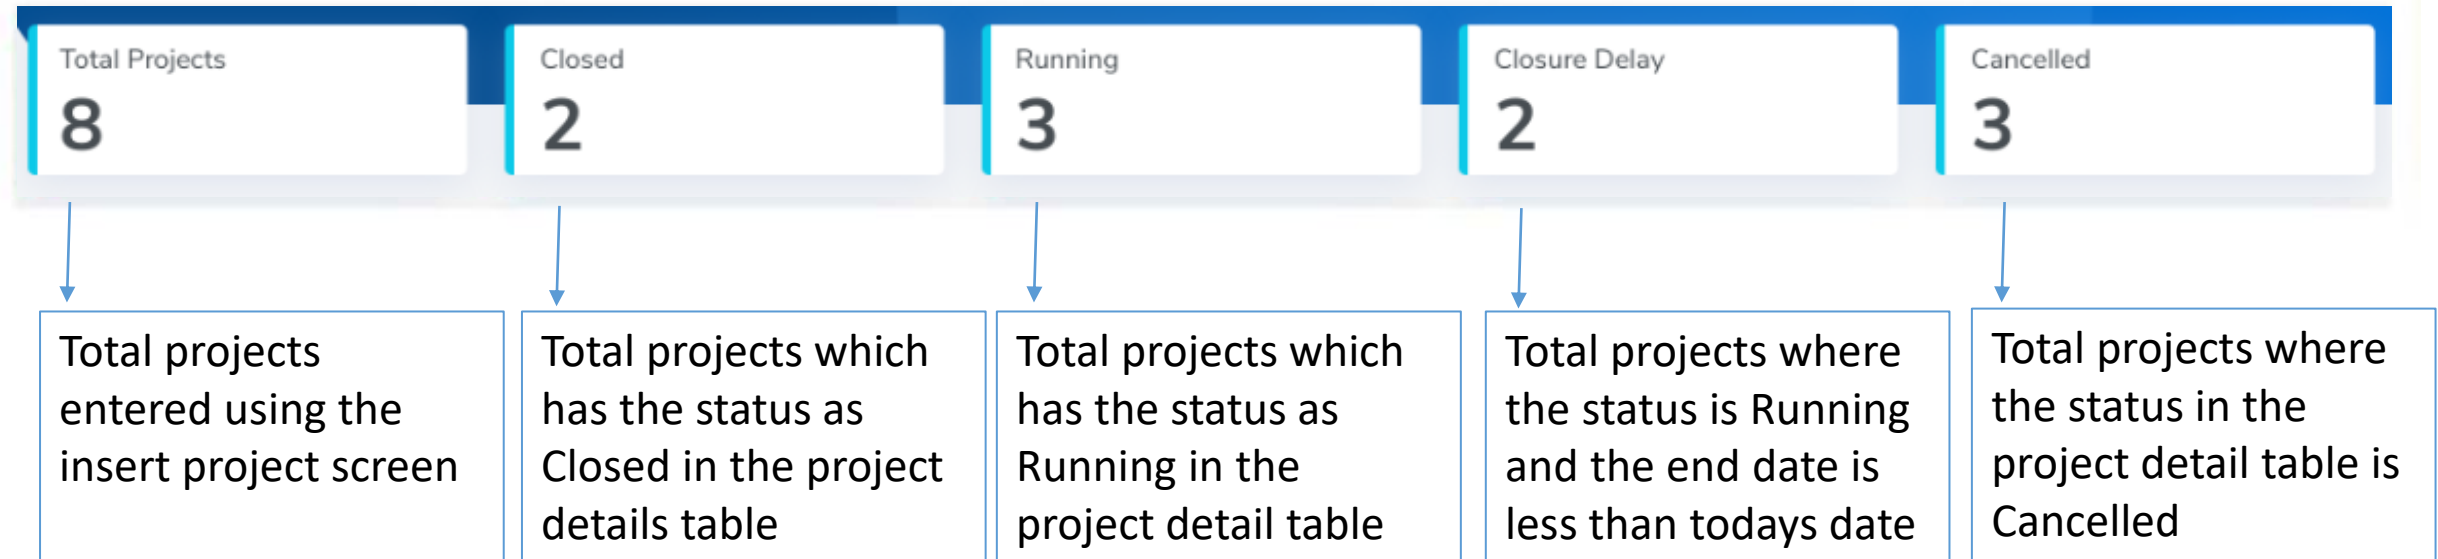 Total Projects
8
Closed
2
Running
3
Closure Delay
2
Cancelled
3
Total projects
entered using the
insert project screen
Total projects which
has the status as
Closed in the project
details table
Total projects which
has the status as
Running in the
project detail table
Total projects where
the status is Running
and the end date is
less than todays date
Total projects where
the status in the
project detail table is
Cancelled